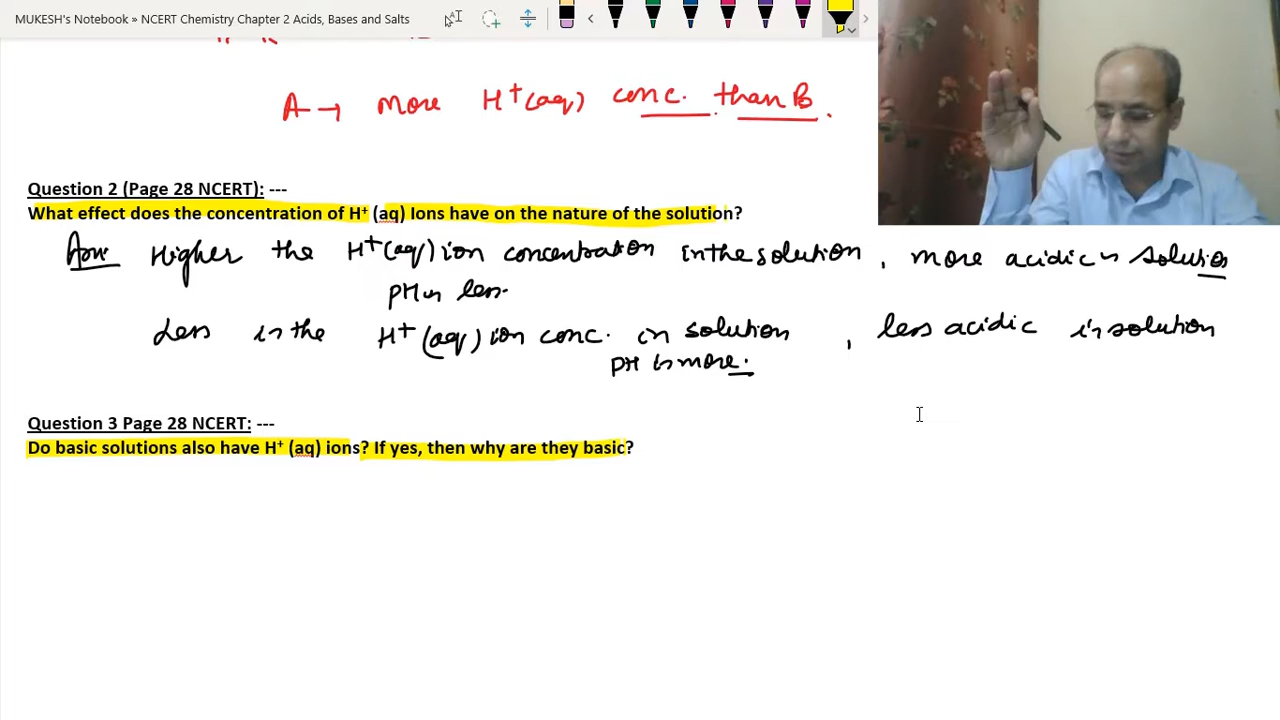 MUKESH's Notebook » NCERT Chemistry Chapter 2 Acids, Bases and Salts
A → more H⁺(aq) conc. than B.
Question 2 (Page 28 NCERT): ---
What effect does the concentration of H⁺ (aq) Ions have on the nature of the solution?
Ans Higher the H⁺(aq) ion concentration in the solution, more acidic is solution
PH is less.
Less is the H⁺(aq) ion conc. in solution, less acidic is solution
PH is more.
Question 3 Page 28 NCERT: ---
Do basic solutions also have H⁺ (aq) ions? If yes, then why are they basic?